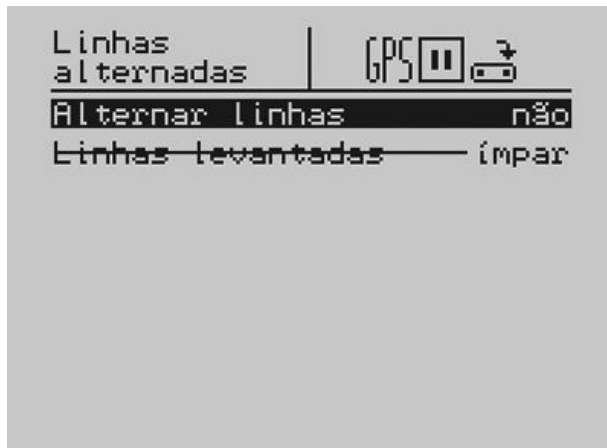 Linhas
alternadas
GPS
Alternar linhas não
Linhas levantadas ímpar